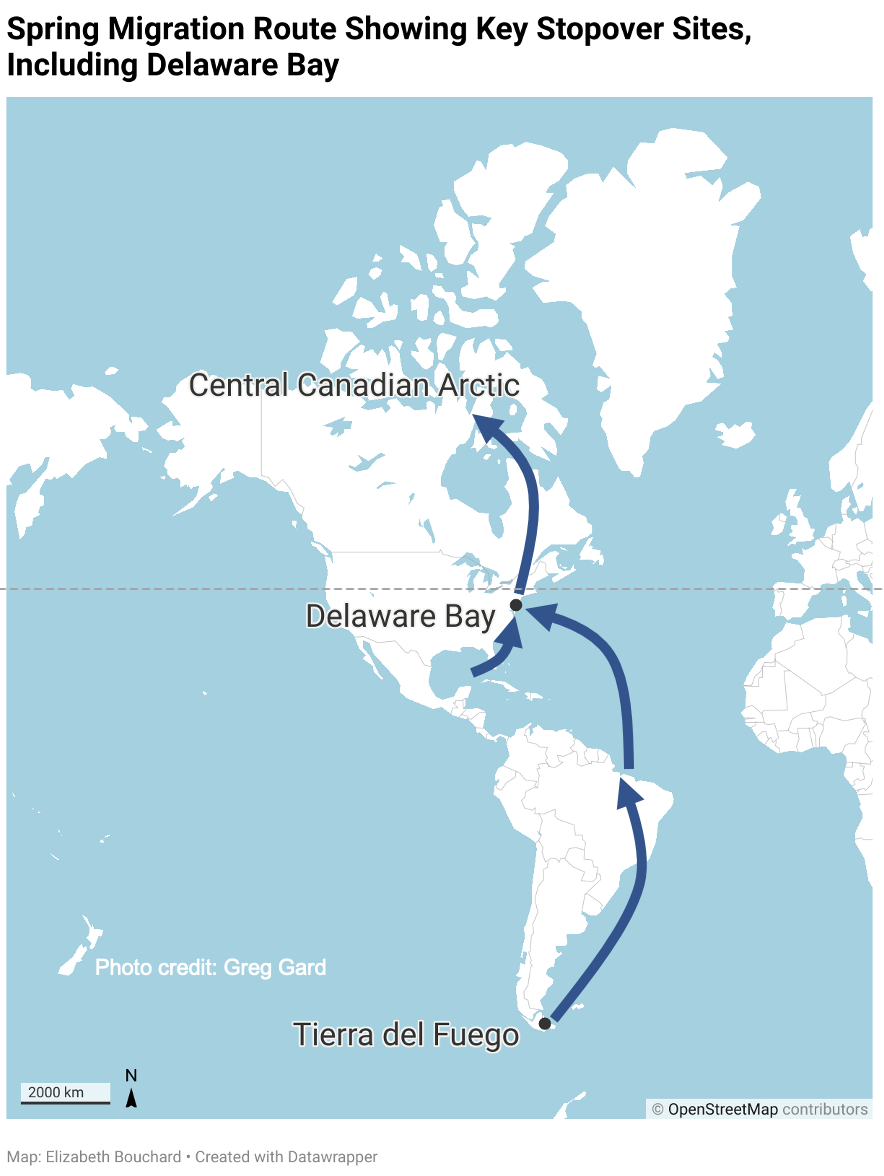 Spring Migration Route Showing Key Stopover Sites,
Including Delaware Bay
Central Canadian Arctic
Delaware Bay
Photo credit: Greg Gard
Tierra del Fuego
N
2000 km
© OpenStreetMap contributors
Map: Elizabeth Bouchard • Created with Datawrapper